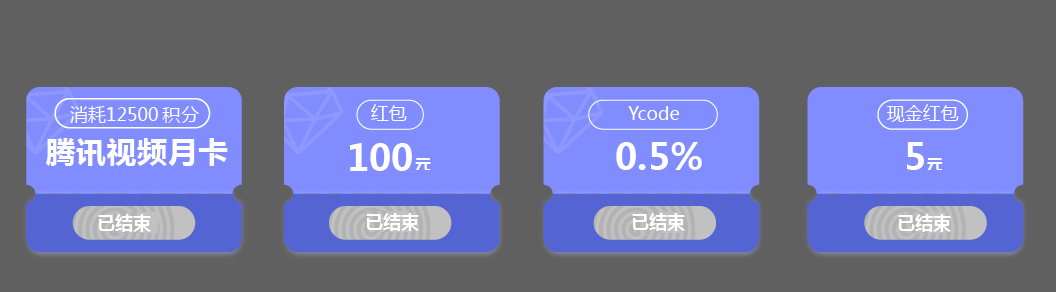 消耗12500 积分
腾讯视频月卡
已结束
红包
100元
已结束
Ycode
0.5%
已结束
现金红包
5元
已结束